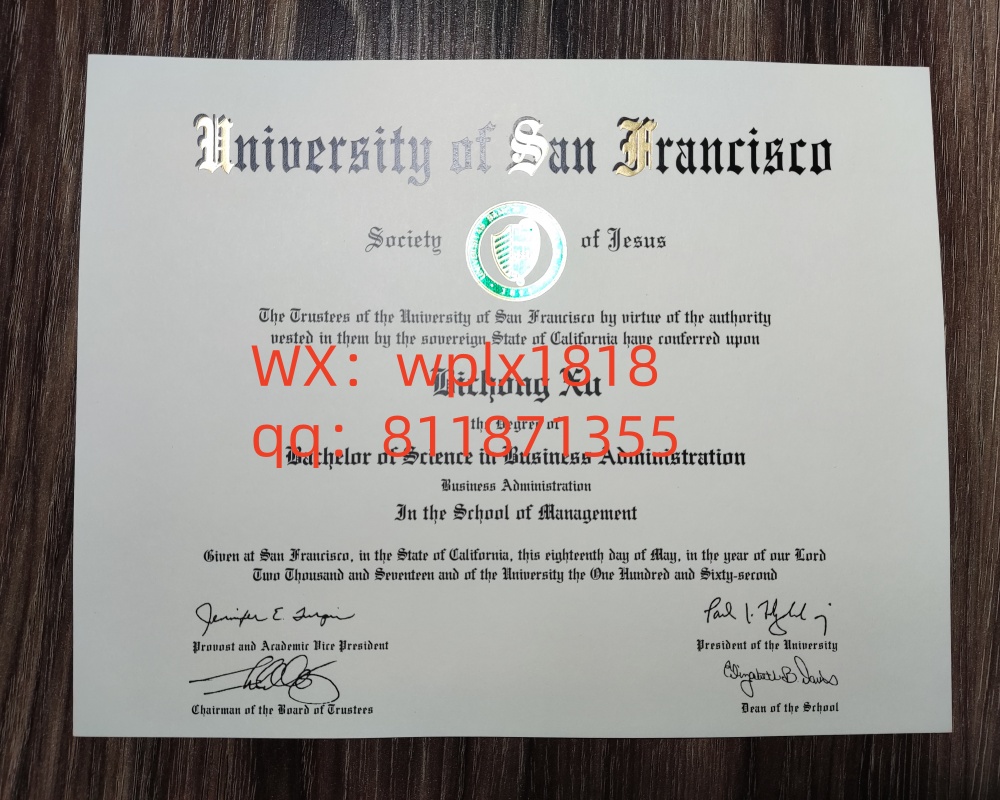 University of San Francisco
Society of Jesus
The Trustees of the University of San Francisco by virtue of the authority
vested in them by the sovereign State of California have conferred upon
WX: wplx1818
Xu
the Degree of
qq: 811871355
Bachelor of Science in Business Administration
Business Administration
In the School of Management
Given at San Francisco, in the State of California, this eighteenth day of May, in the year of our Lord
Two Thousand and Seventeen and of the University the One Hundred and Sixty-second
Provost and Academic Vice President
President of the University
Chairman of the Board of Trustees
Dean of the School